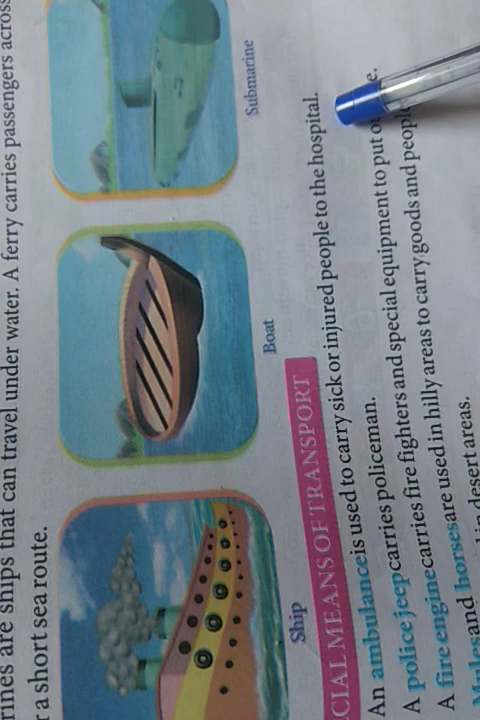 rines are ships that can travel under water. A ferry carries passengers across
r a short sea route.
Ship Boat Submarine
CIAL MEANS OF TRANSPORT
An ambulance is used to carry sick or injured people to the hospital.
A police jeep carries policeman.
A fire engine carries fire fighters and special equipment to put e.
Mules and horses are used in hilly areas to carry goods and people
desert areas.